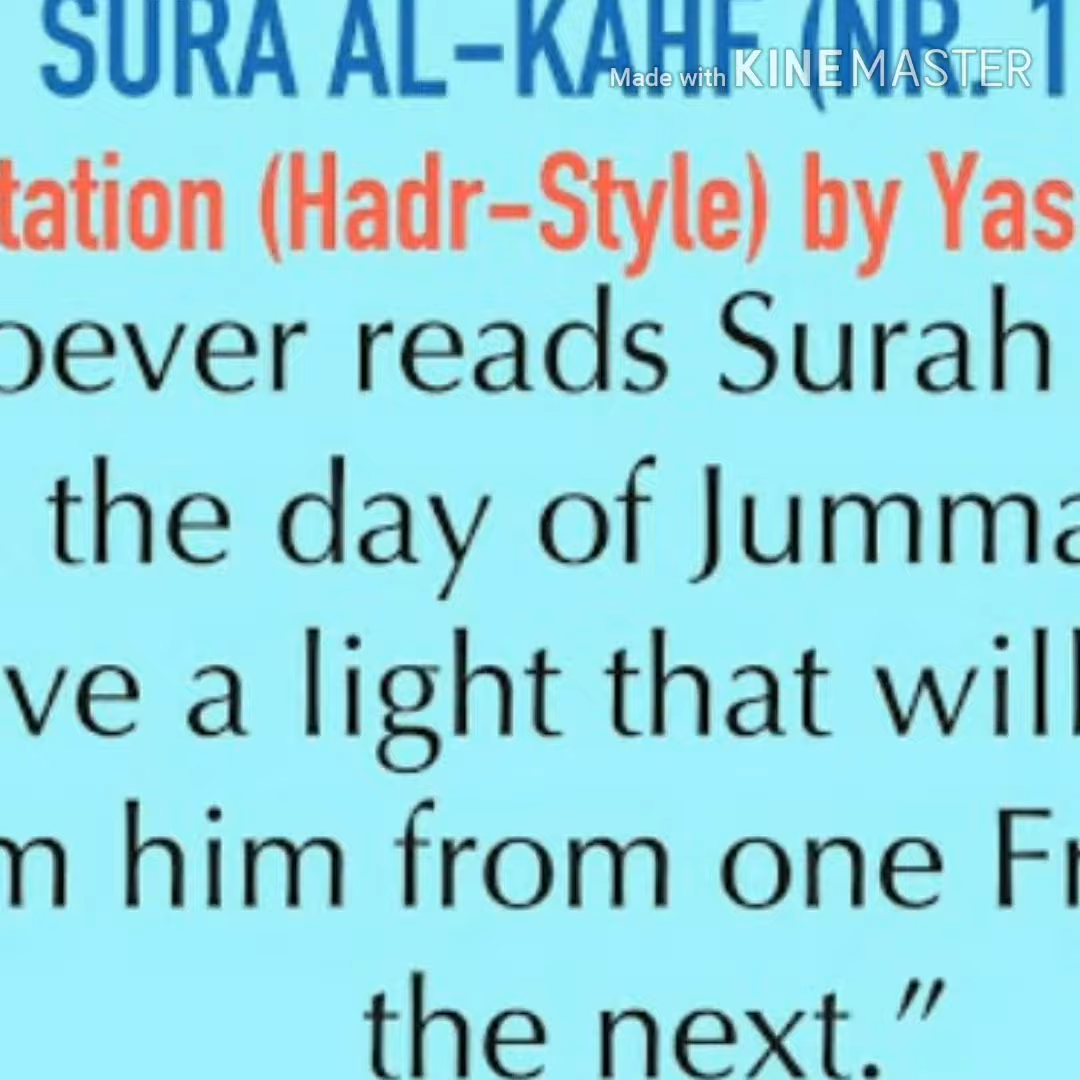 SURA AL-KAHF (NR. 1
Made with KINEMASTER
tation (Hadr-Style) by Yas
oever reads Surah
the day of Jumma
ve a light that will
m him from one Fr
the next."